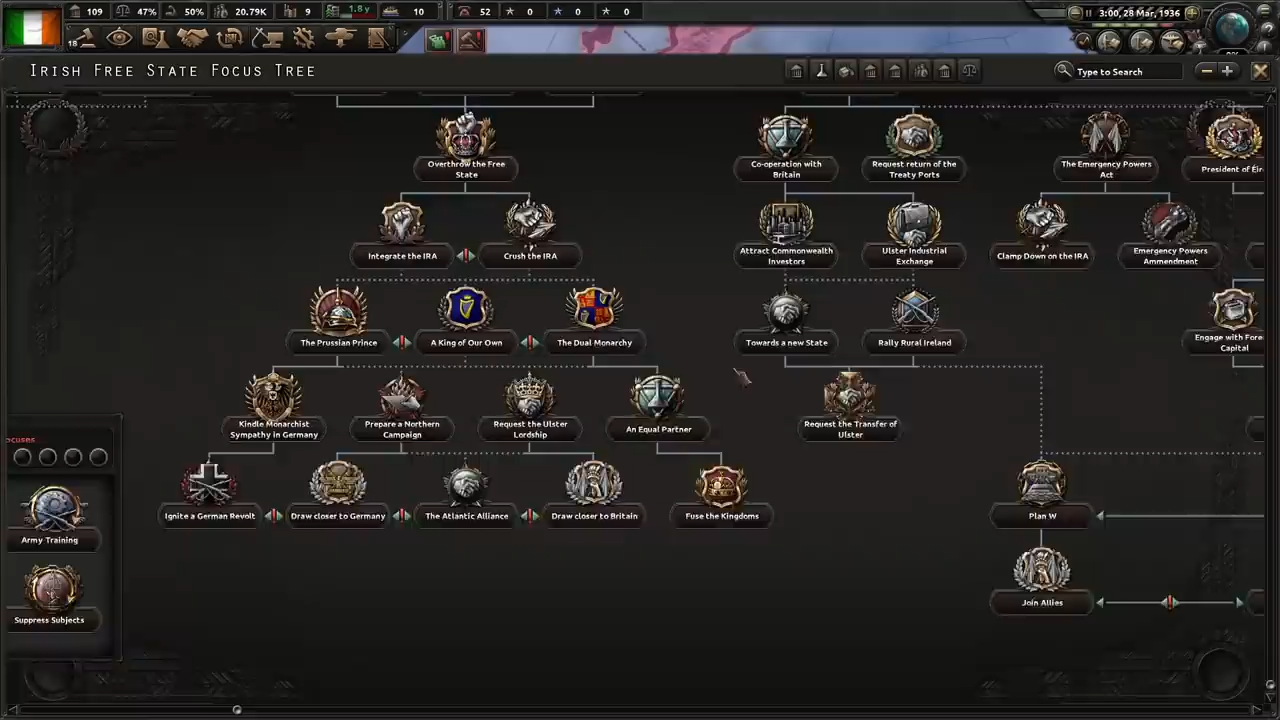 109 47% 50% 20.79K 9 1.8 y 10 52 0 0 0 3:00, 28 Mar, 1936
18
Irish Free State Focus Tree
Type to Search
Overthrow the Free
State
Co-operation with
Britain
Request return of the
Treaty Ports
The Emergency Powers
Act
President of Éire
Integrate the IRA
Crush the IRA
Attract Commonwealth
Investors
Ulster Industrial
Exchange
Clamp Down on the IRA
Emergency Powers
Ammendment
The Prussian Prince
A King of Our Own
The Dual Monarchy
Towards a new State
Rally Rural Ireland
Engage with Fore
Capital
Kindle Monarchist
Sympathy in Germany
Prepare a Northern
Campaign
Request the Ulster
Lordship
An Equal Partner
Request the Transfer of
Ulster
ocuses
Ignite a German Revolt
Draw closer to Germany
The Atlantic Alliance
Draw closer to Britain
Fuse the Kingdoms
Plan W
Army Training
Join Allies
Suppress Subjects